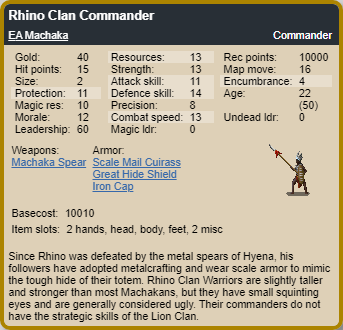 Rhino Clan Commander
EA Machaka Commander
Gold: 40 Resources: 13 Rec points: 10000
Hit points: 15 Strength: 13 Map move: 16
Size: 2 Attack skill: 11 Encumbrance: 4
Protection: 11 Defence skill: 14 Age: 22
Magic res: 10 Precision: 8 (50)
Morale: 12 Combat speed: 13 Undead ldr: 0
Leadership: 60 Magic ldr: 0
Weapons: Armor:
Machaka Spear Scale Mail Cuirass
Great Hide Shield
Iron Cap
Basecost: 10010
Item slots: 2 hands, head, body, feet, 2 misc
Since Rhino was defeated by the metal spears of Hyena, his
followers have adopted metalcrafting and wear scale armor to mimic
the tough hide of their totem. Rhino Clan Warriors are slightly taller
and stronger than most Machakans, but they have small squinting
eyes and are generally considered ugly. Their commanders do not
have the strategic skills of the Lion Clan.